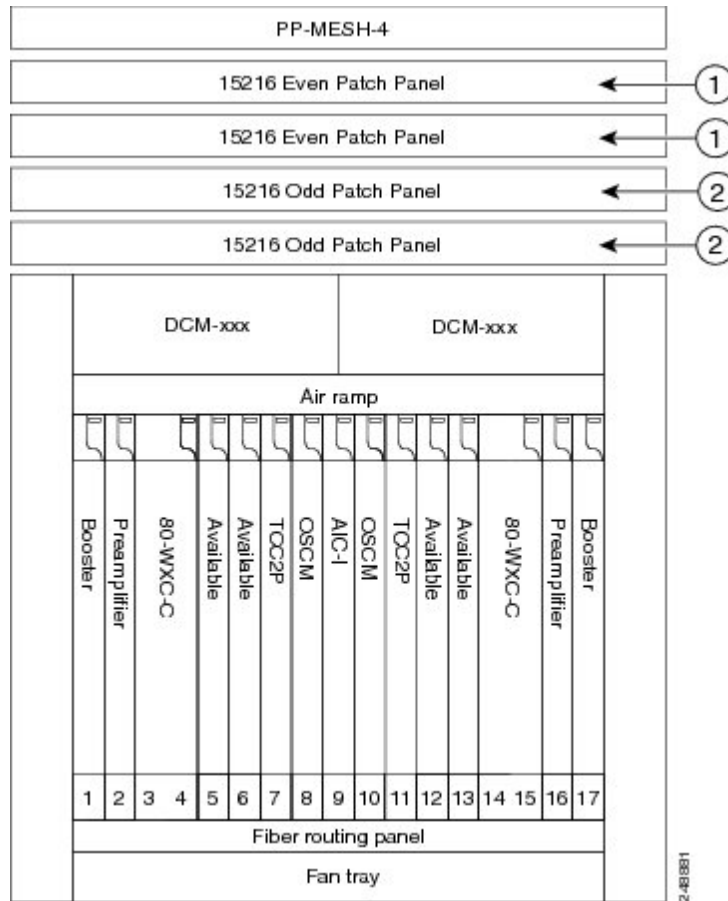 PP-MESH-4
15216 Even Patch Panel
1
15216 Even Patch Panel
1
15216 Odd Patch Panel
2
15216 Odd Patch Panel
2
DCM-xxx
DCM-xxx
Air ramp
Booster
Preamplifier
80-WXC-C
Available
Available
TCC2P
OSCM
AIC-I
OSCM
TCC2P
Available
Available
80-WXC-C
Preamplifier
Booster
1 2 3 4 5 6 7 8 9 10 11 12 13 14 15 16 17
Fiber routing panel
Fan tray
248881